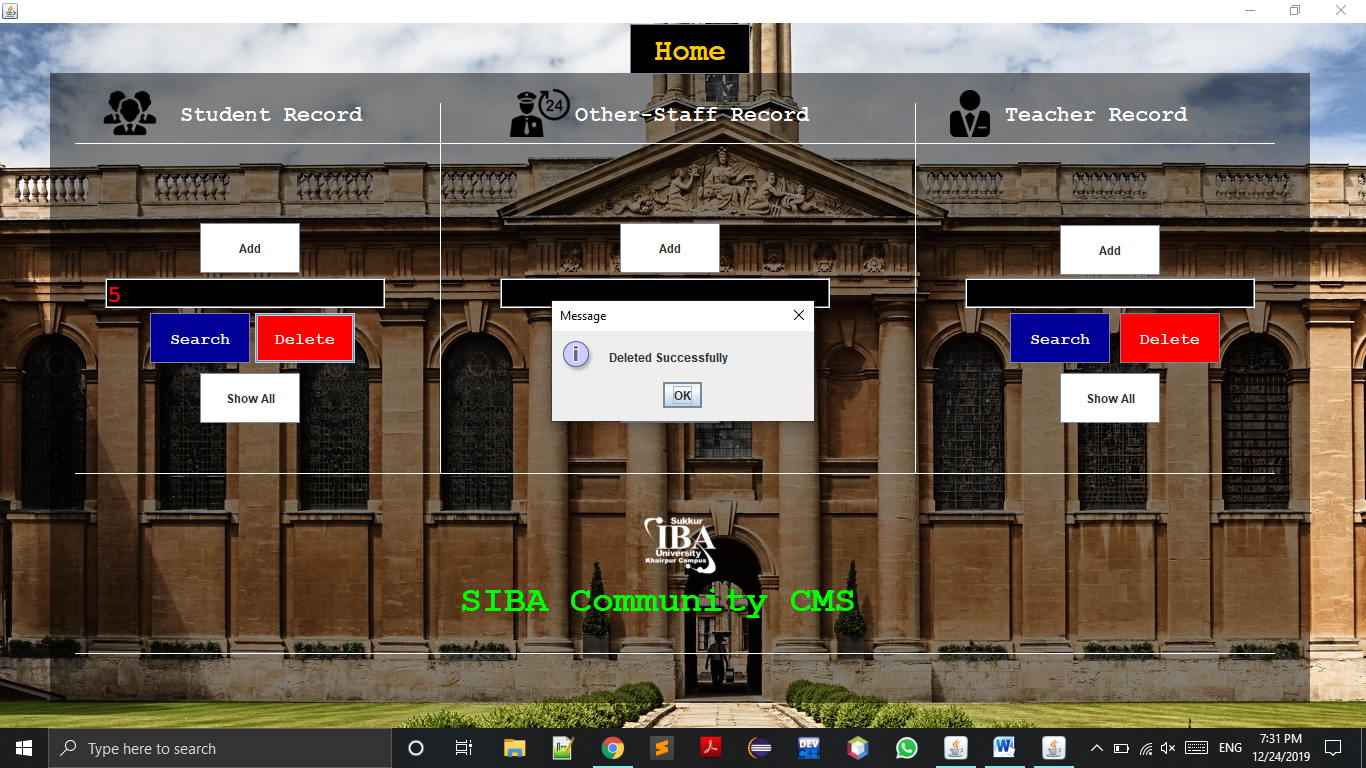 Home
Student Record
24
Other-Staff Record
Teacher Record
Add
Add
Add
5
Search
Delete
Show All
Message
i
Deleted Successfully
OK
Search
Delete
Show All
Sukkur
IBA
University
Khairpur Campus
SIBA Community CMS
Type here to search
DEV
ENG
7:31 PM
12/24/2019